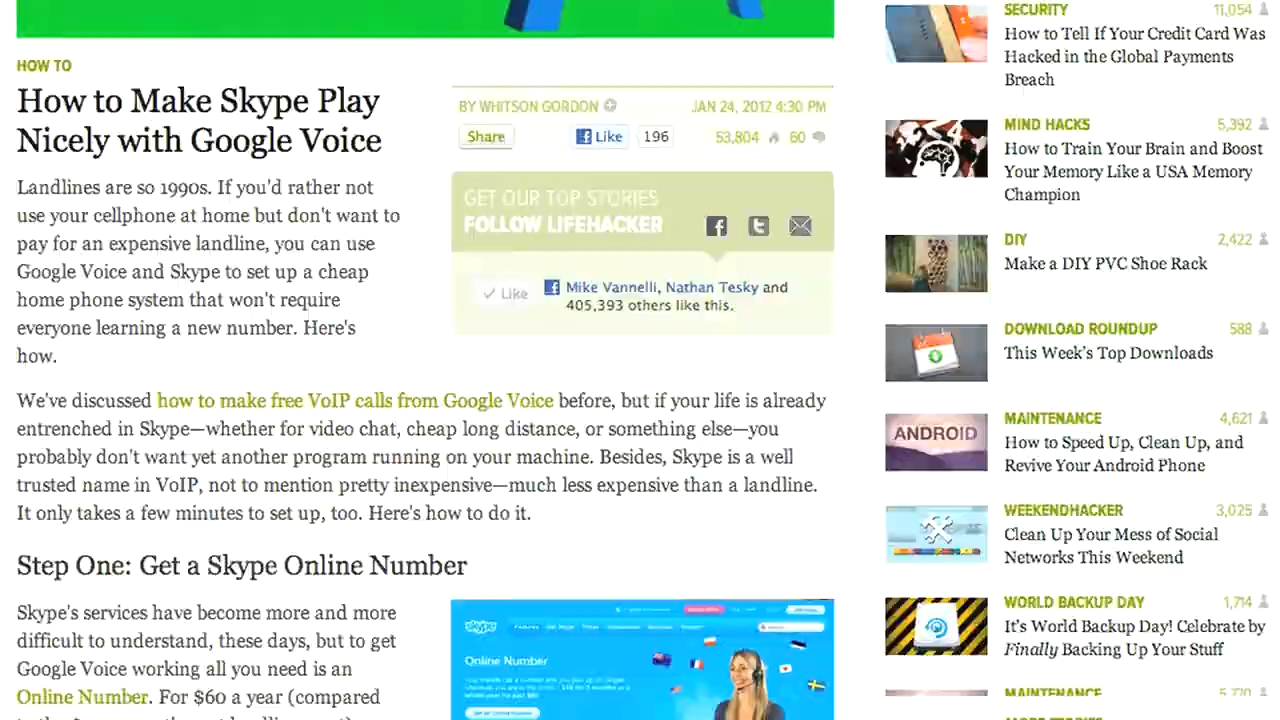 HOW TO
How to Make Skype Play
Nicely with Google Voice
BY WHITSON GORDON
JAN 24, 2012 4:30 PM
Share
Like 196
53,804 60
GET OUR TOP STORIES
FOLLOW LIFEHACKER
Like
Mike Vannelli, Nathan Tesky and
405,393 others like this.
Landlines are so 1990s. If you'd rather not
use your cellphone at home but don't want to
pay for an expensive landline, you can use
Google Voice and Skype to set up a cheap
home phone system that won't require
everyone learning a new number. Here's
how.
We've discussed how to make free VoIP calls from Google Voice before, but if your life is already
entrenched in Skype—whether for video chat, cheap long distance, or something else—you
probably don't want yet another program running on your machine. Besides, Skype is a well
trusted name in VoIP, not to mention pretty inexpensive—much less expensive than a landline.
It only takes a few minutes to set up, too. Here's how to do it.
Step One: Get a Skype Online Number
Skype's services have become more and more
difficult to understand, these days, but to get
Google Voice working all you need is an
Online Number. For $60 a year (compared
skype
Online Number
SECURITY 11,054
How to Tell If Your Credit Card Was
Hacked in the Global Payments
Breach
MIND HACKS 5,392
How to Train Your Brain and Boost
Your Memory Like a USA Memory
Champion
DIY 2,422
Make a DIY PVC Shoe Rack
DOWNLOAD ROUNDUP 588
This Week's Top Downloads
ANDROID
MAINTENANCE 4,621
How to Speed Up, Clean Up, and
Revive Your Android Phone
WEEKENDHACKER 3,025
Clean Up Your Mess of Social
Networks This Weekend
WORLD BACKUP DAY 1,714
It's World Backup Day! Celebrate by
Finally Backing Up Your Stuff
MAINTENANCE 5,770
MORE STORIES